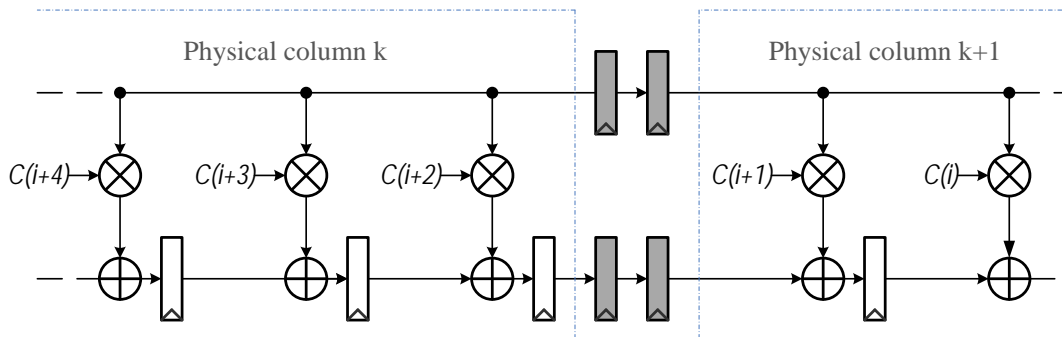 Physical column k
Physical column k+1
C(i+4)
C(i+3)
C(i+2)
C(i+1)
C(i)